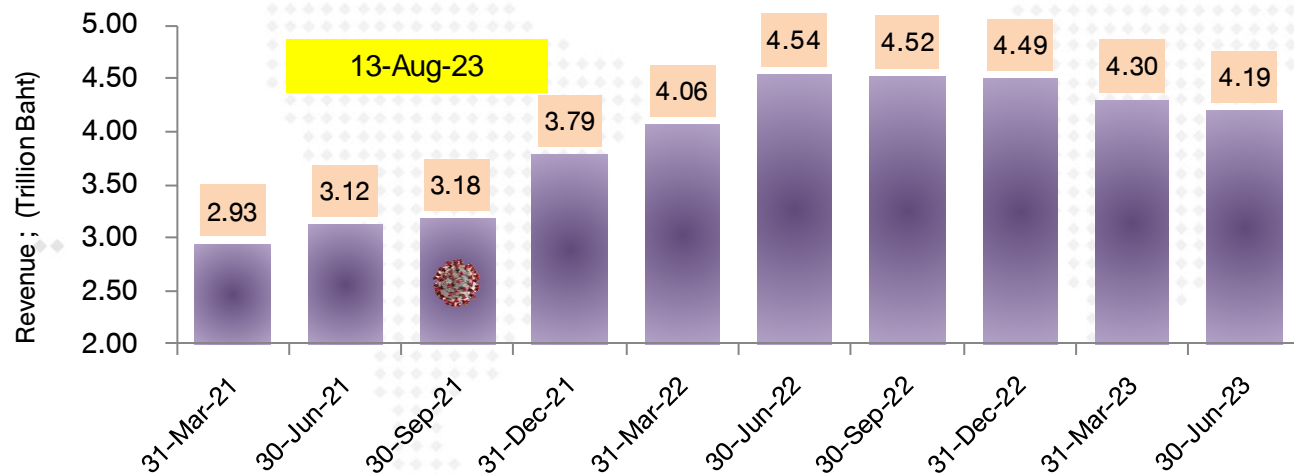 Revenue ; (Trillion Baht)
5.00
4.50
4.00
3.50
3.00
2.50
2.00
13-Aug-23
2.93
3.12
3.18
3.79
4.06
4.54
4.52
4.49
4.30
4.19
31-Mar-21
30-Jun-21
30-Sep-21
31-Dec-21
31-Mar-22
30-Jun-22
30-Sep-22
31-Dec-22
31-Mar-23
30-Jun-23